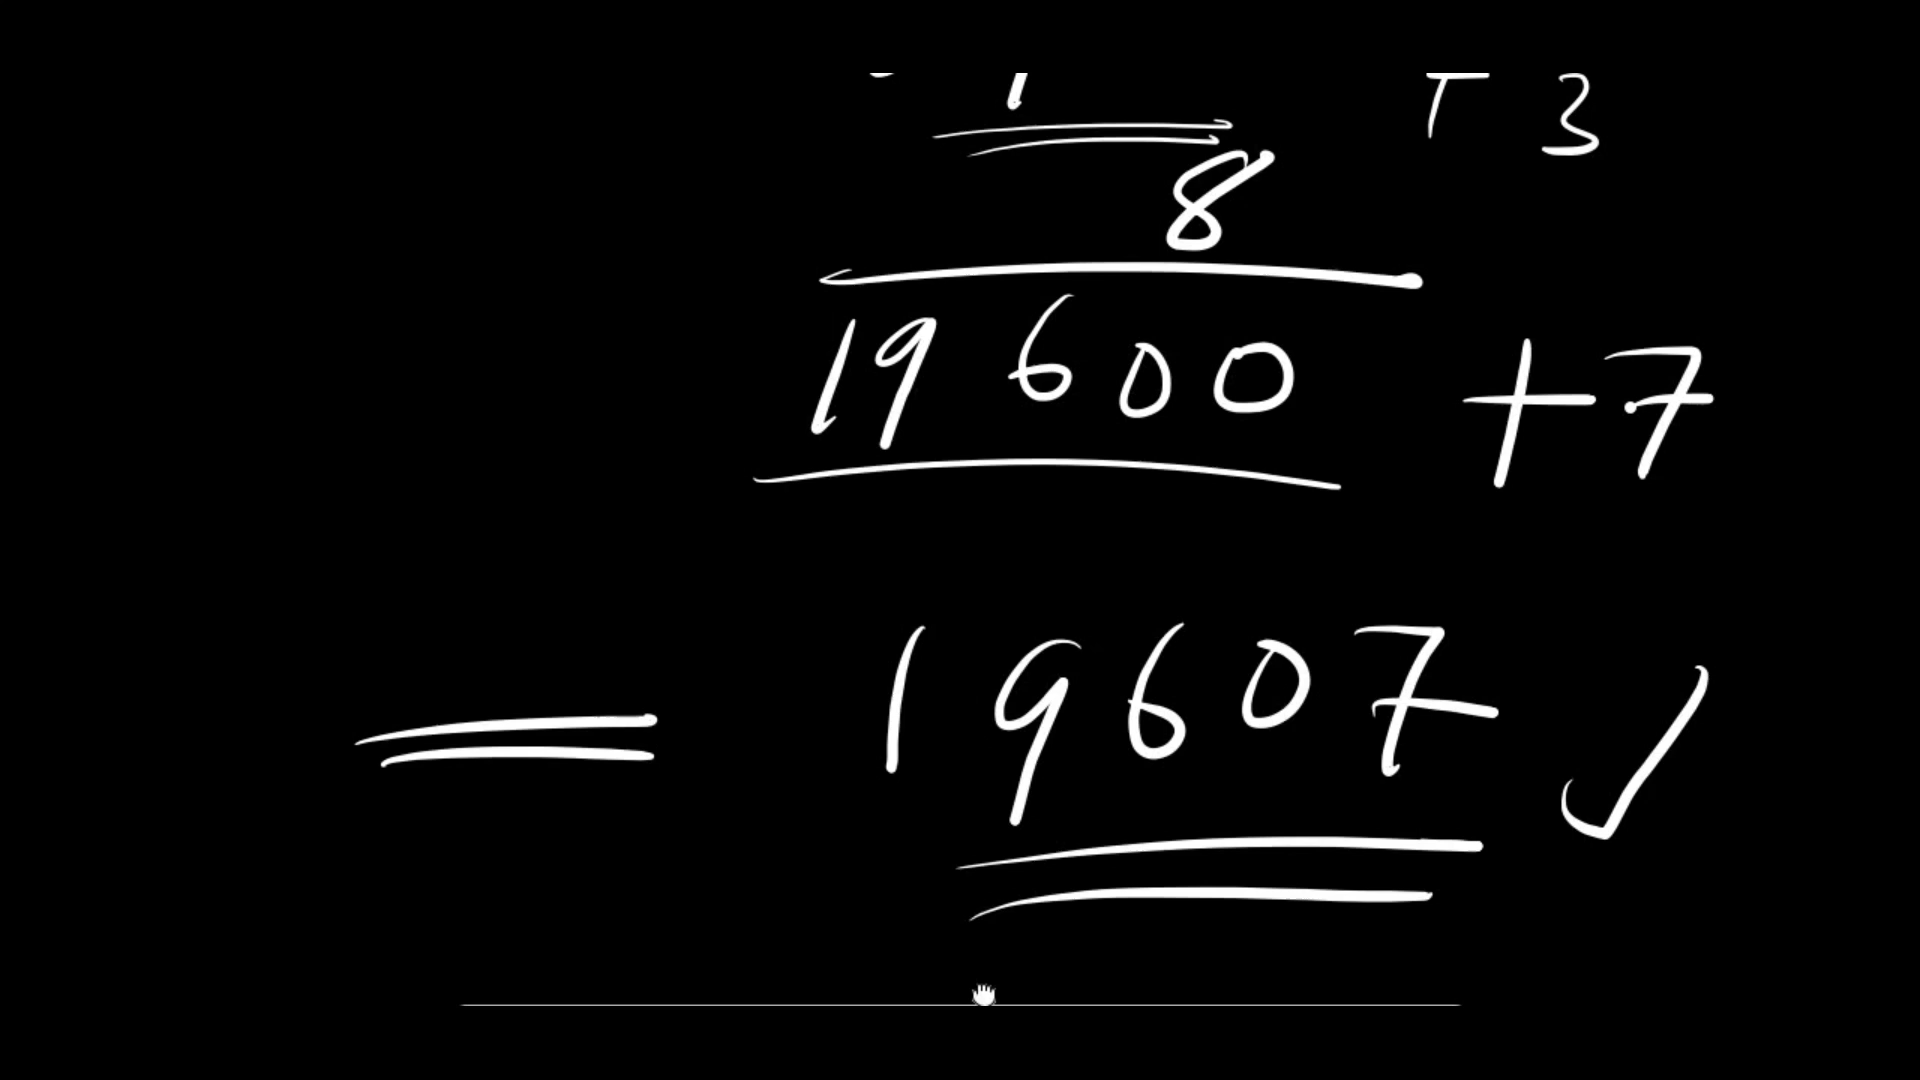 + 3
8
19600 +7
= 19607 ✓